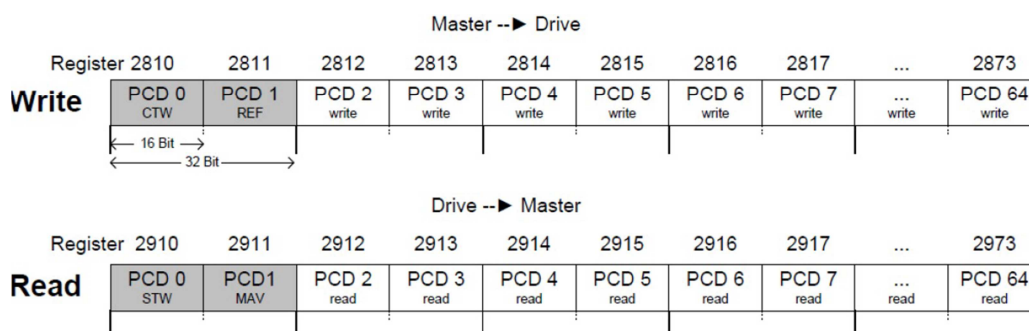 Master --► Drive
Register 2810 2811 2812 2813 2814 2815 2816 2817 ... 2873
Write PCD 0 PCD 1 PCD 2 PCD 3 PCD 4 PCD 5 PCD 6 PCD 7 ... PCD 64
CTW REF write write write write write write write write
16 Bit
32 Bit
Drive --► Master
Register 2910 2911 2912 2913 2914 2915 2916 2917 ... 2973
Read PCD 0 PCD1 PCD 2 PCD 3 PCD 4 PCD 5 PCD 6 PCD 7 ... PCD 64
STW MAV read read read read read read read read